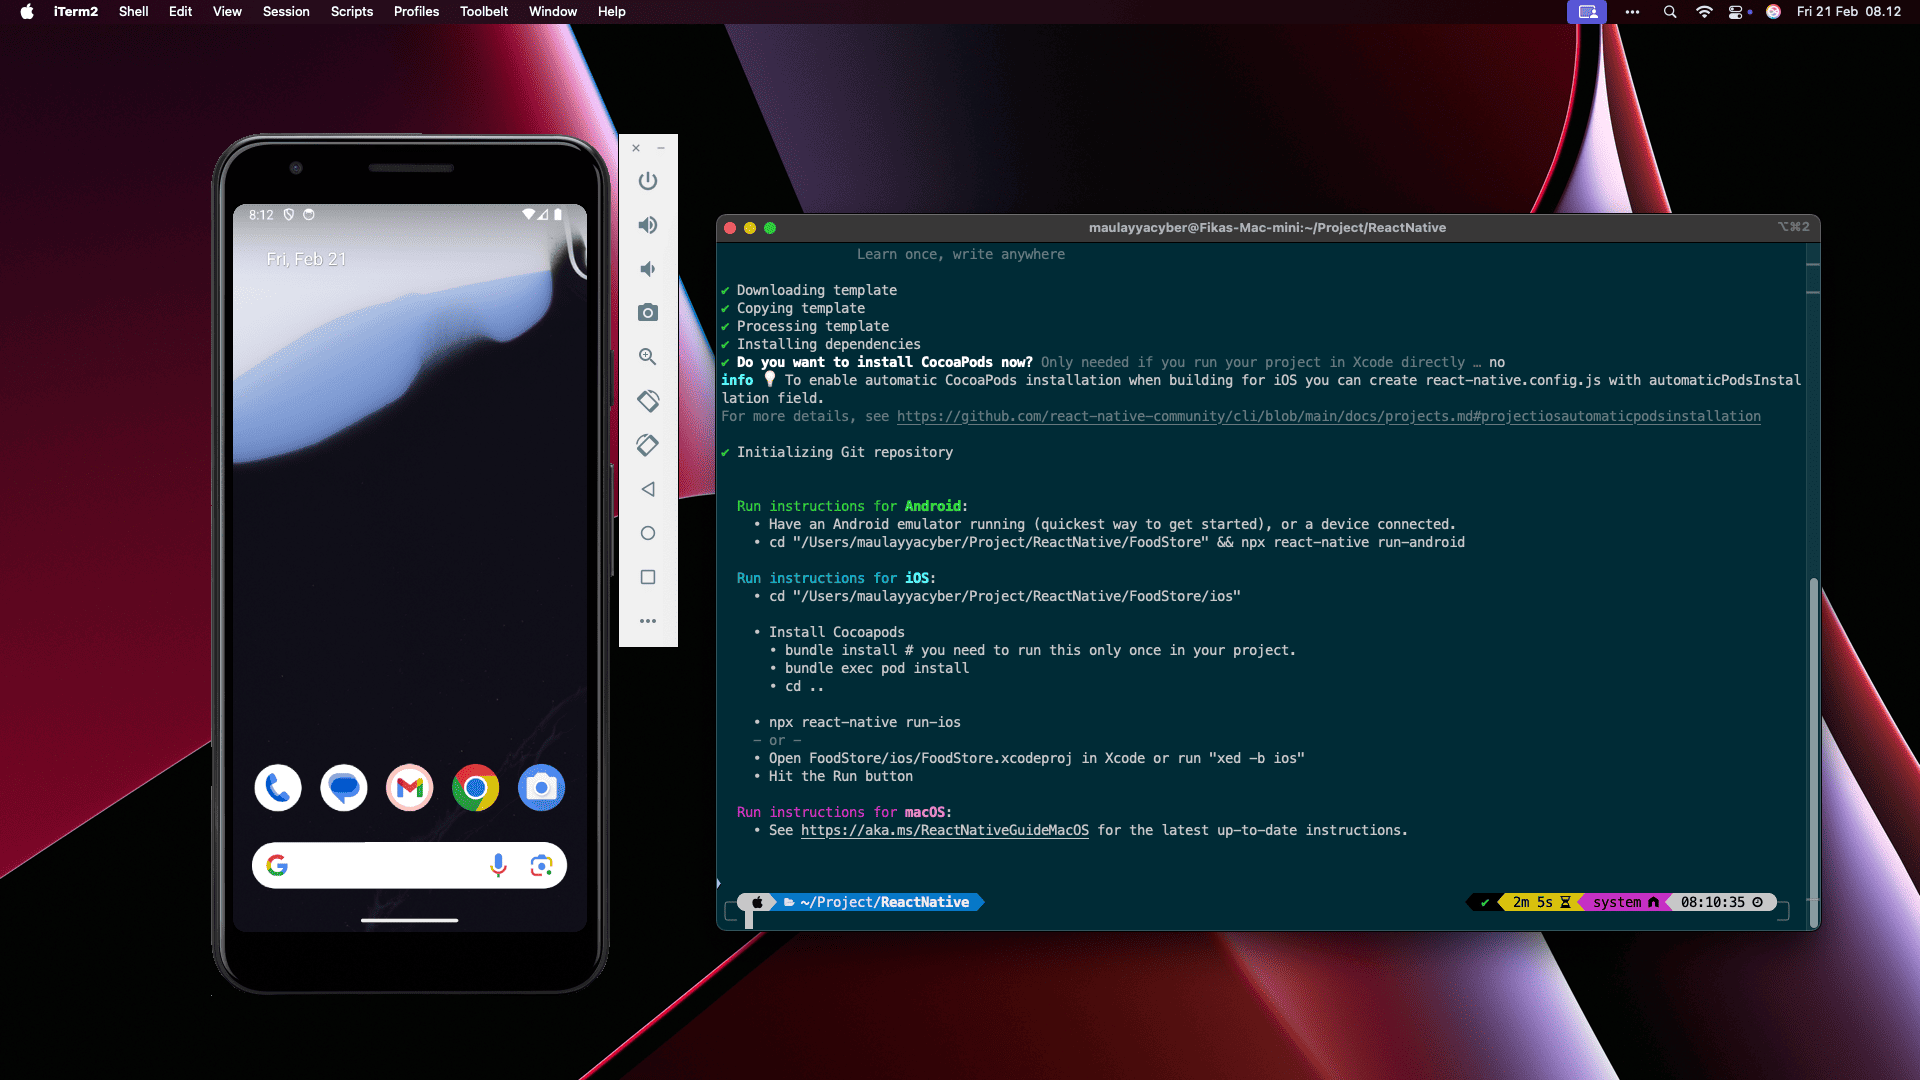 iTerm2 Shell Edit View Session Scripts Profiles Toolbelt Window Help Fri 21 Feb 08.12
8:12
Fri, Feb 21
maulayyacyber@Fikas-Mac-mini:~/Project/ReactNative ⌥⌘2
Learn once, write anywhere
✔ Downloading template
✔ Copying template
✔ Processing template
✔ Installing dependencies
✔ Do you want to install CocoaPods now? Only needed if you run your project in Xcode directly … no
info 💡 To enable automatic CocoaPods installation when building for iOS you can create react-native.config.js with automaticPodsInstal
lation field.
For more details, see https://github.com/react-native-community/cli/blob/main/docs/projects.md#projectiosautomaticpodsinstallation
✔ Initializing Git repository
Run instructions for Android:
• Have an Android emulator running (quickest way to get started), or a device connected.
• cd "/Users/maulayyacyber/Project/ReactNative/FoodStore" && npx react-native run-android
Run instructions for iOS:
• cd "/Users/maulayyacyber/Project/ReactNative/FoodStore/ios"
• Install Cocoapods
• bundle install # you need to run this only once in your project.
• bundle exec pod install
• cd ..
• npx react-native run-ios
- or -
• Open FoodStore/ios/FoodStore.xcodeproj in Xcode or run "xed -b ios"
• Hit the Run button
Run instructions for macOS:
• See https://aka.ms/ReactNativeGuideMacOS for the latest up-to-date instructions.
~/Project/ReactNative ✔ 2m 5s system 08:10:35